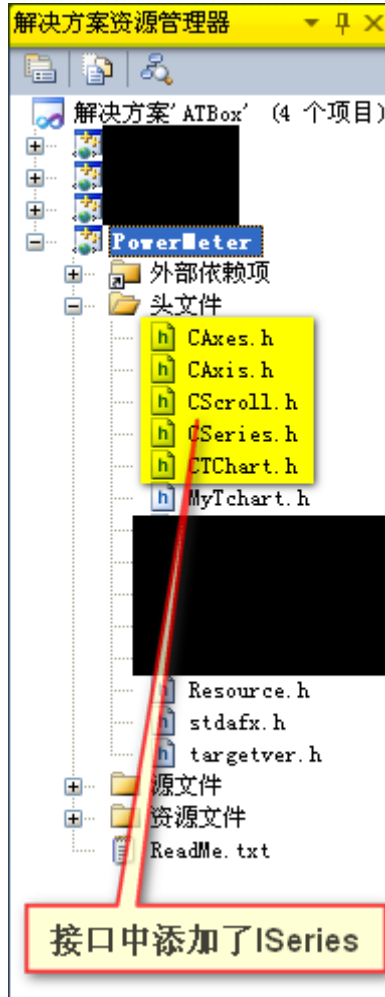 解决方案资源管理器
解决方案'ATBox' (4 个项目)
PowerMeter
外部依赖项
头文件
CAxes.h
CAxis.h
CScroll.h
CSeries.h
CTChart.h
MyTchart.h
Resource.h
stdafx.h
targetver.h
源文件
资源文件
ReadMe.txt
接口中添加了ISeries